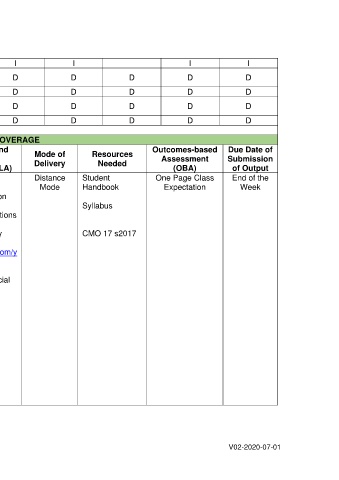 I I I I
D D D D D
D D D D D
D D D D D
D D D D D
OVERAGE
nd
LA)
Mode of
Delivery
Resources
Needed
Outcomes-based
Assessment
(OBA)
Due Date of
Submission
of Output
on
tions
y
om/y
cial
Distance
Mode
Student
Handbook
Syllabus
CMO 17 s2017
One Page Class
Expectation
End of the
Week
V02-2020-07-01